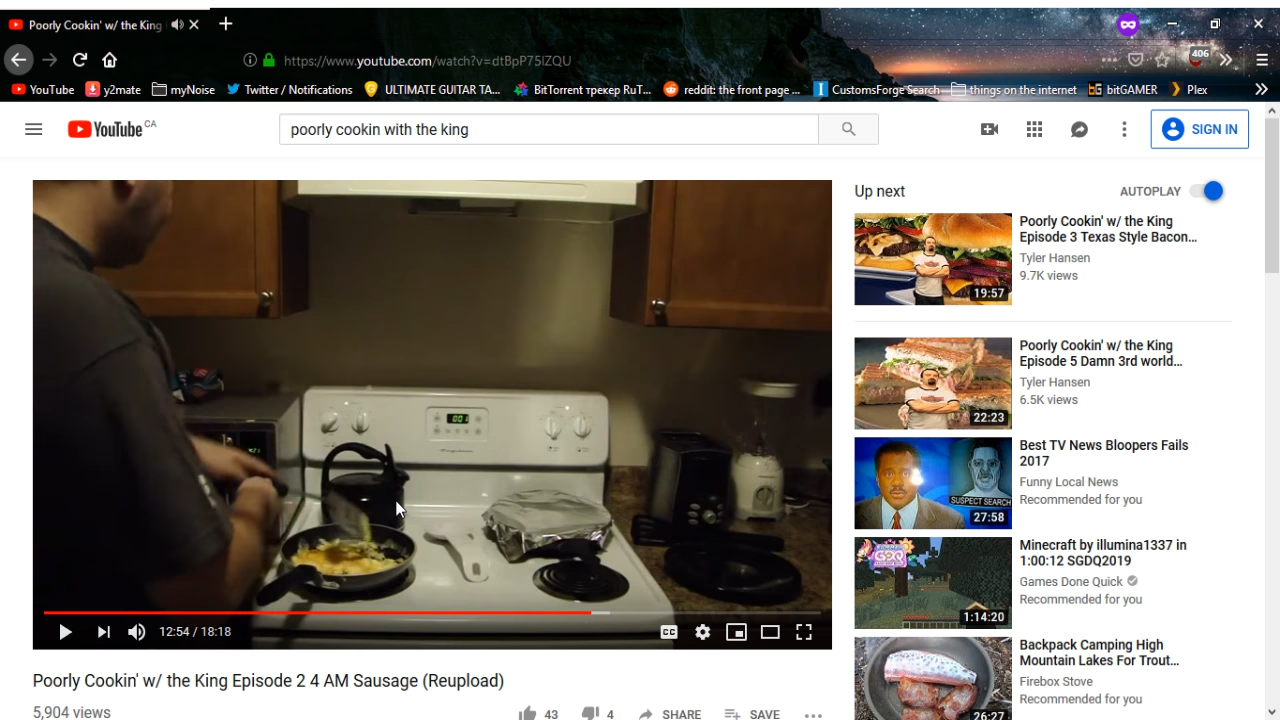 Poorly Cookin' w/ the King
https://www.youtube.com/watch?v=dtBpP75lZQU
406
YouTube
y2mate
myNoise
Twitter / Notifications
ULTIMATE GUITAR TA...
BitTorrent трекер RuT...
reddit: the front page ...
CustomsForge Search
things on the internet
bitGAMER
Plex
YouTube CA
poorly cookin with the king
SIGN IN
Up next
AUTOPLAY
Poorly Cookin' w/ the King
Episode 3 Texas Style Bacon...
Tyler Hansen
9.7K views
19:57
Poorly Cookin' w/ the King
Episode 5 Damn 3rd world...
Tyler Hansen
6.5K views
22:23
Best TV News Bloopers Fails
2017
Funny Local News
Recommended for you
SUSPECT SEARCH
27:58
Minecraft by illumina1337 in
1:00:12 SGDQ2019
Games Done Quick
Recommended for you
1:14:20
Backpack Camping High
Mountain Lakes For Trout...
Firebox Stove
Recommended for you
26:27
12:54 / 18:18
CC
Poorly Cookin' w/ the King Episode 2 4 AM Sausage (Reupload)
5,904 views
43
4
SHARE
SAVE